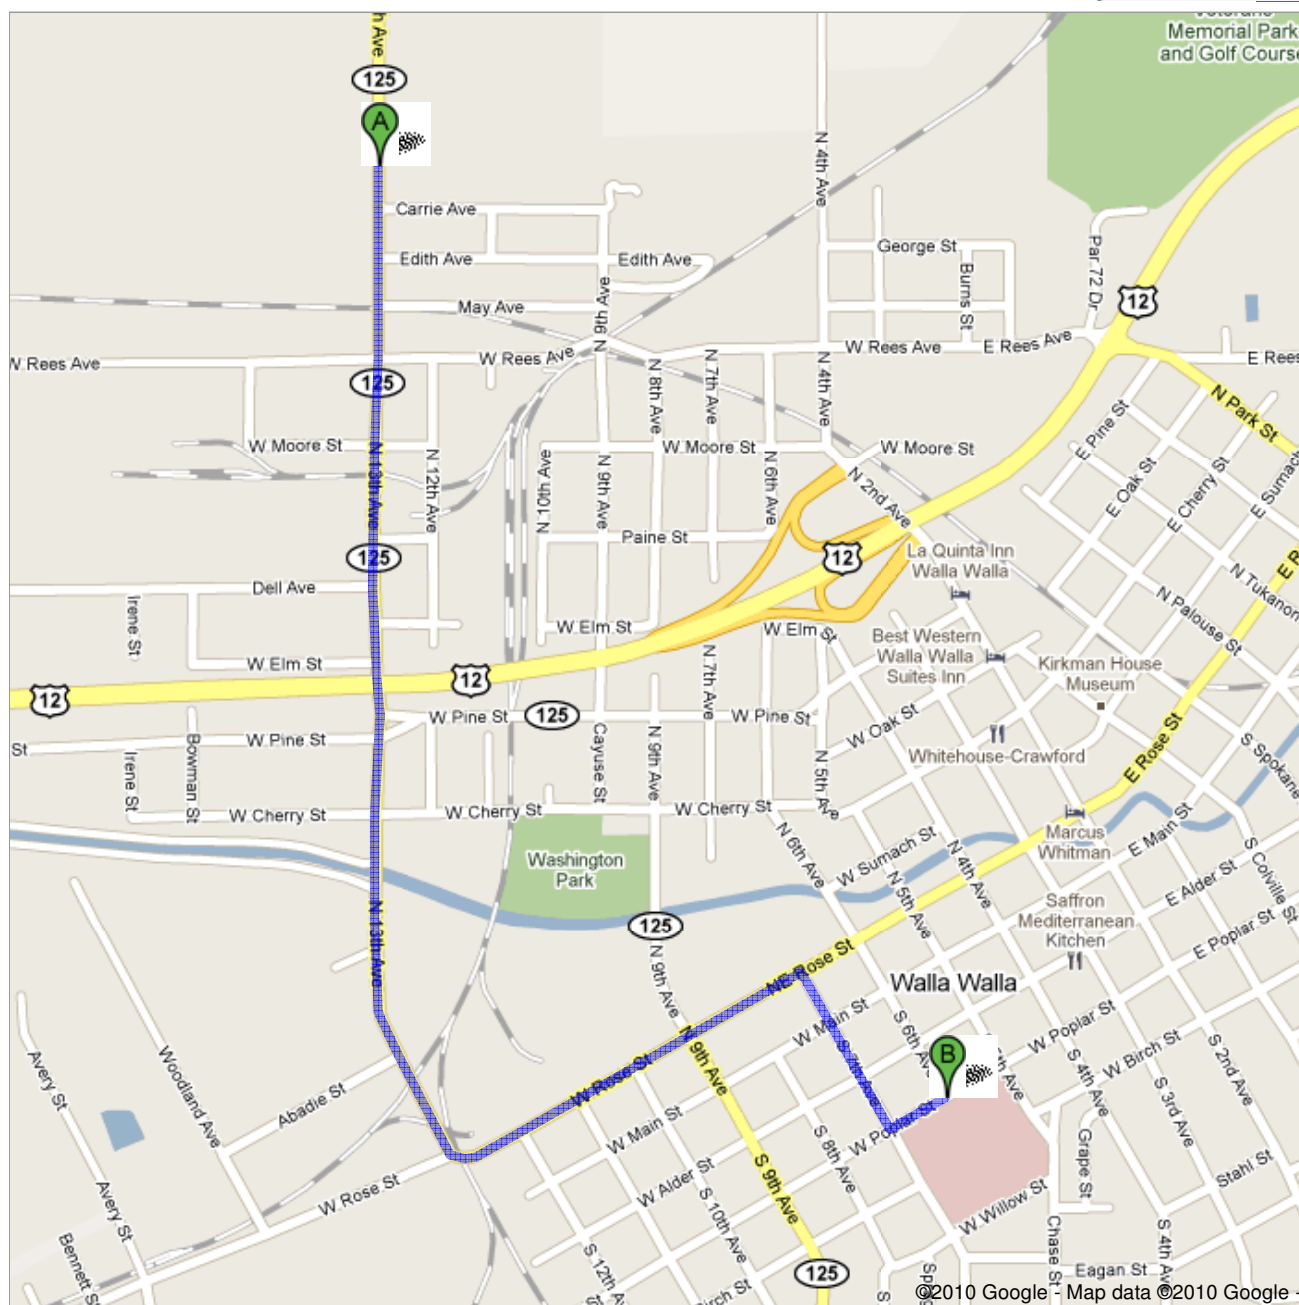 Memorial Park
and Golf Course
h Ave
125
A
N 4th Ave
Carrie Ave
George St
Edith Ave
Edith Ave
Burns St
Par 72 Dr
12
May Ave
N 9th Ave
W Rees Ave
W Rees Ave
W Rees Ave
E Rees Ave
E Rees
125
N 8th Ave
N 7th Ave
N 4th Ave
N Park St
E Pine St
W Moore St
N 13th Ave
N 12th Ave
N 10th Ave
N 9th Ave
W Moore St
N 6th Ave
W Moore St
N 2nd Ave
E Oak St
E Cherry St
E Sumach
125
Paine St
12
La Quinta Inn
Walla Walla
Dell Ave
Irene St
N Palouse St
N Tukanon
E R
W Elm St
W Elm St
W Elm St
Best Western
Walla Walla
Suites Inn
Kirkman House
Museum
12
12
N 7th Ave
W Pine St
125
W Pine St
W Oak St
St
W Pine St
Bowman St
Irene St
Cayuse St
N 9th Ave
N 5th Ave
Whitehouse-Crawford
E Rose St
S Spokane
W Cherry St
W Cherry St
W Cherry St
Washington
Park
N 6th Ave
W Sumach St
N 5th Ave
N 4th Ave
Marcus
Whitman
E Main St
S Colville St
E Alder St
Saffron
Mediterranean
Kitchen
E Poplar St
N 13th Ave
125
N 9th Ave
NE Rose St
Walla Walla
W Main St
S 6th Ave
W Poplar St
W Birch St
B
5th Ave
S 7th Ave
N 9th Ave
W Rose St
Avery St
Woodland Ave
Abadie St
W Main St
W Poplar St
S 8th Ave
S 4th Ave
S 3rd Ave
S 2nd Ave
Grape St
Stahl St
W Alder St
S 9th Ave
S 10th Ave
W Rose St
W Willow St
Avery St
Bennett St
S 12th Ave
Birch St
125
Chase St
S 4th Ave
Eagan St
St
S
Spo
©2010 Google - Map data ©2010 Google -